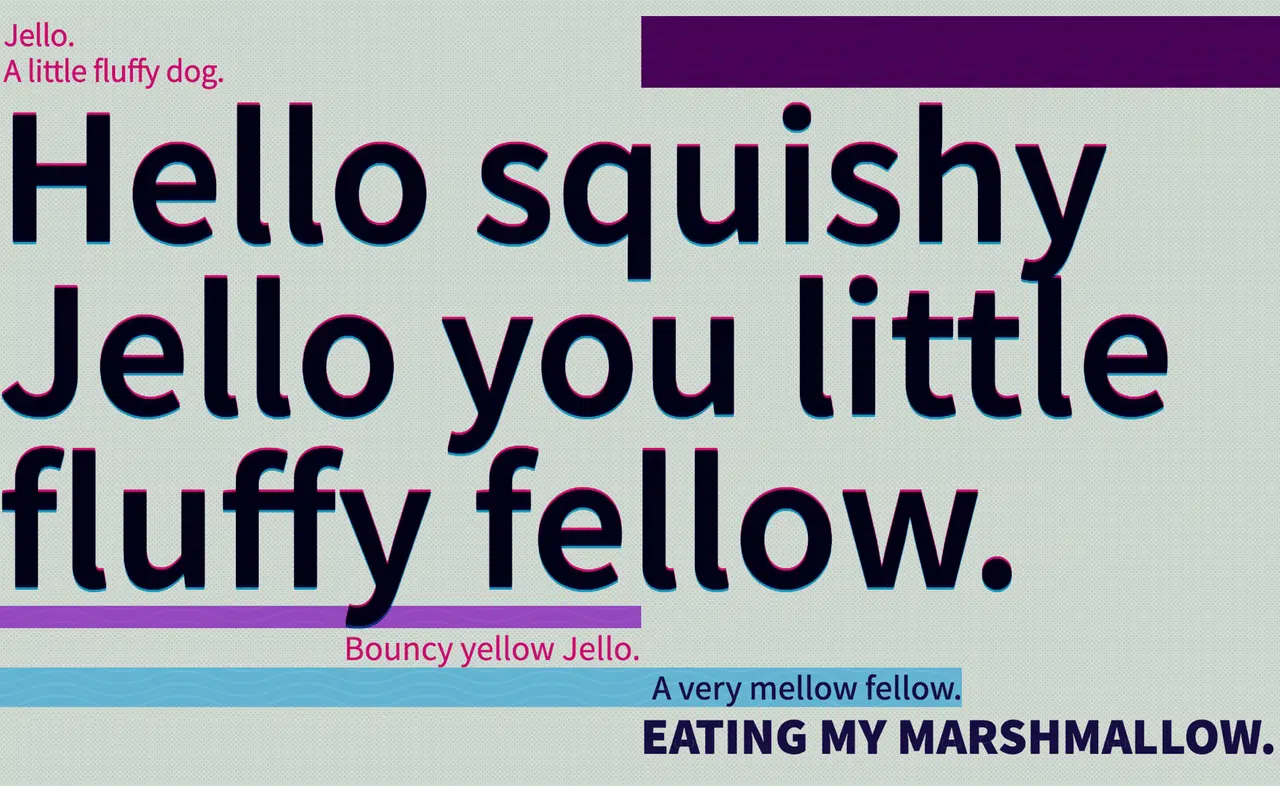 Jello.
A little fluffy dog.
Hello squishy
Jello you little
fluffy fellow.
Bouncy yellow Jello.
A very mellow fellow.
EATING MY MARSHMALLOW.